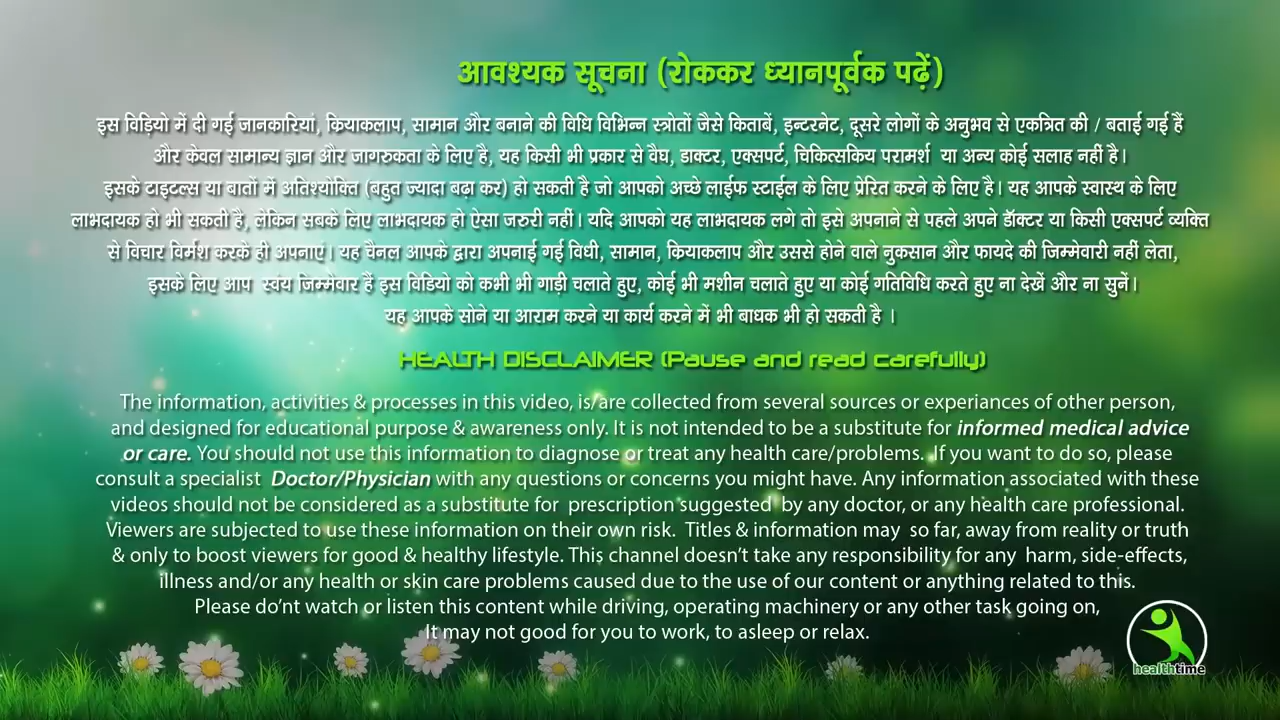 आवश्यक सूचना (रोककर ध्यानपूर्वक पढ़ें)
इस विड़ियो में दी गई जानकारियां, क्रियाकलाप, सामान और बनाने की विधि विभिन्न स्त्रोतों जैसे किताबें, इन्टरनेट, दूसरे लोगों के अनुभव से एकत्रित की / बताई गई हैं
और केवल सामान्य ज्ञान और जागरुकता के लिए है, यह किसी भी प्रकार से वैघ, डाक्टर, एक्सपर्ट, चिकित्सकिय परामर्श या अन्य कोई सलाह नहीं है।
इसके टाइटल्स या बातों में अतिश्योक्ति (बहुत ज्यादा बढ़ा कर) हो सकती है जो आपको अच्छे लाईफ स्टाईल के लिए प्रेरित करने के लिए है। यह आपके स्वास्थ के लिए
लाभदायक हो भी सकती है, लेकिन सबके लिए लाभदायक हो ऐसा जरुरी नहीं। यदि आपको यह लाभदायक लगे तो इसे अपनाने से पहले अपने डॉक्टर या किसी एक्सपर्ट व्यक्ति
से विचार विर्मश करके ही अपनाएं। यह चैनल आपके द्वारा अपनाई गई विधी, सामान, क्रियाकलाप और उससे होने वाले नुकसान और फायदे की जिम्मेवारी नहीं लेता,
इसके लिए आप स्वंय जिम्मेवार हैं इस विडियो को कभी भी गाड़ी चलाते हुए, कोई भी मशीन चलाते हुए या कोई गतिविधि करते हुए ना देखें और ना सुनें।
यह आपके सोने या आराम करने या कार्य करने में भी बाधक भी हो सकती है ।
HEALTH DISCLAIMER (Pause and read carefully)
The information, activities & processes in this video, is/are collected from several sources or experiances of other person,
and designed for educational purpose & awareness only. It is not intended to be a substitute for informed medical advice
or care. You should not use this information to diagnose or treat any health care/problems. If you want to do so, please
consult a specialist Doctor/Physician with any questions or concerns you might have. Any information associated with these
videos should not be considered as a substitute for prescription suggested by any doctor, or any health care professional.
Viewers are subjected to use these information on their own risk. Titles & information may so far, away from reality or truth
& only to boost viewers for good & healthy lifestyle. This channel doesn't take any responsibility for any harm, side-effects,
illness and/or any health or skin care problems caused due to the use of our content or anything related to this.
Please do'nt watch or listen this content while driving, operating machinery or any other task going on,
It may not good for you to work, to asleep or relax.
healthtime